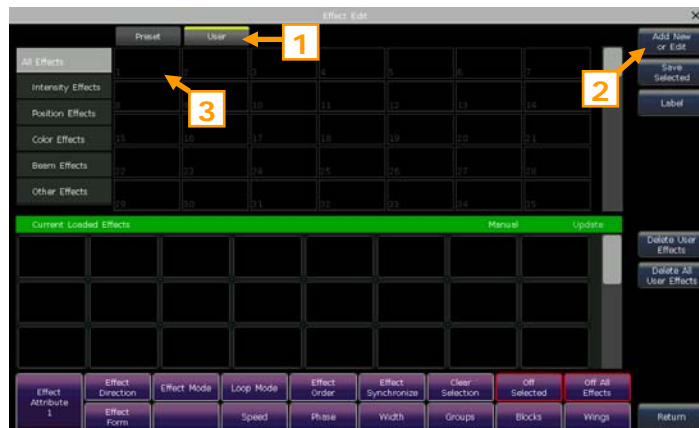 Effect Edit
X
Preset
User
1
Add New
or Edit
2
Save
Selected
Label
All Effects
Intensity Effects
Position Effects
Color Effects
Beam Effects
Other Effects
3
1
2
3
4
5
6
7
8
9
10
11
12
13
14
15
16
17
18
19
20
21
22
23
24
25
26
27
28
29
30
31
32
33
34
35
Current Loaded Effects
Manual
Update
Delete User
Effects
Delete All
User Effects
Effect
Attribute
1
Effect
Direction
Effect Mode
Loop Mode
Effect
Order
Effect
Synchronize
Clear
Selection
Off
Selected
Off All
Effects
Effect
Form
Speed
Phase
Width
Groups
Blocks
Wings
Return